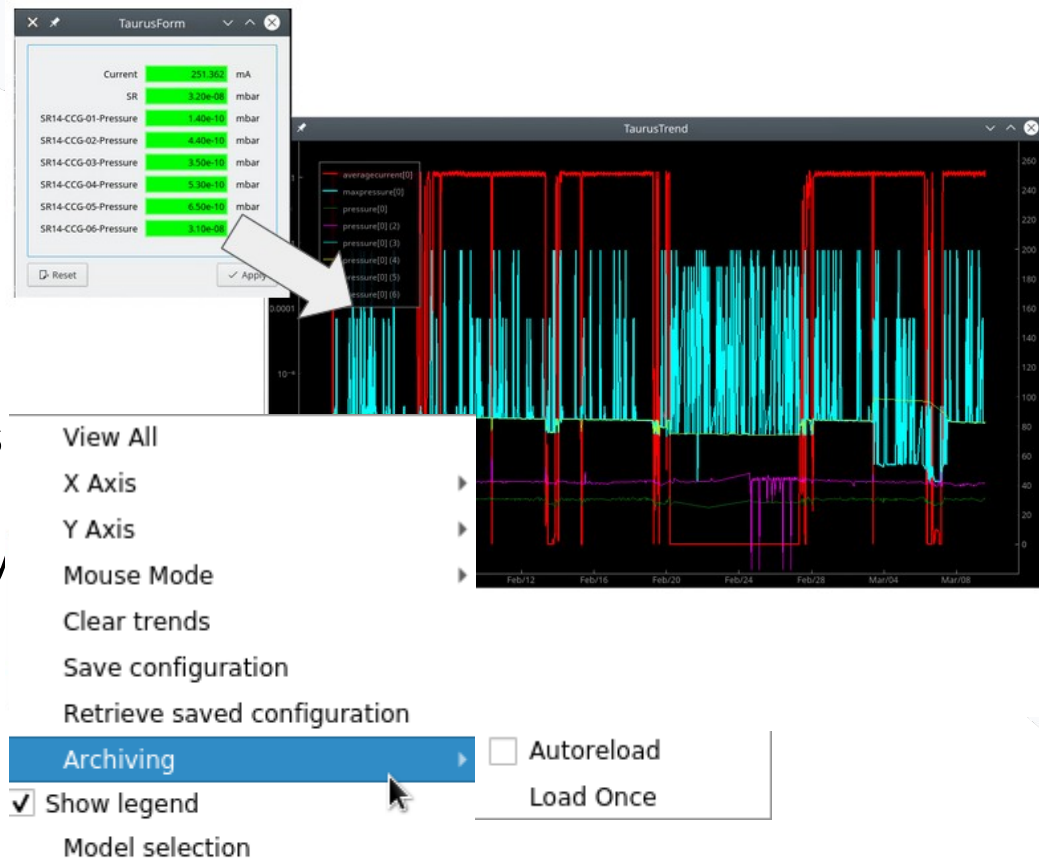 TaurusForm
Current 251.362 mA
SR 3.20e-08 mbar
SR14-CCG-01-Pressure 1.40e-10 mbar
SR14-CCG-02-Pressure 4.40e-10 mbar
SR14-CCG-03-Pressure 3.50e-10 mbar
SR14-CCG-04-Pressure 5.30e-10 mbar
SR14-CCG-05-Pressure 6.50e-10 mbar
SR14-CCG-06-Pressure 3.10e-08
Reset
Apply
TaurusTrend
averagecurrent[0]
maxpressure[0]
pressure[0]
pressure[0] (2)
pressure[0] (3)
pressure[0] (4)
pressure[0] (5)
pressure[0] (6)
1
0.0001
260
240
220
200
180
160
140
120
100
80
60
40
20
0
Feb/12 Feb/16 Feb/20 Feb/24 Feb/28 Mar/04 Mar/08
View All
X Axis
Y Axis
Mouse Mode
Clear trends
Save configuration
Retrieve saved configuration
Archiving
Show legend
Model selection
Autoreload
Load Once